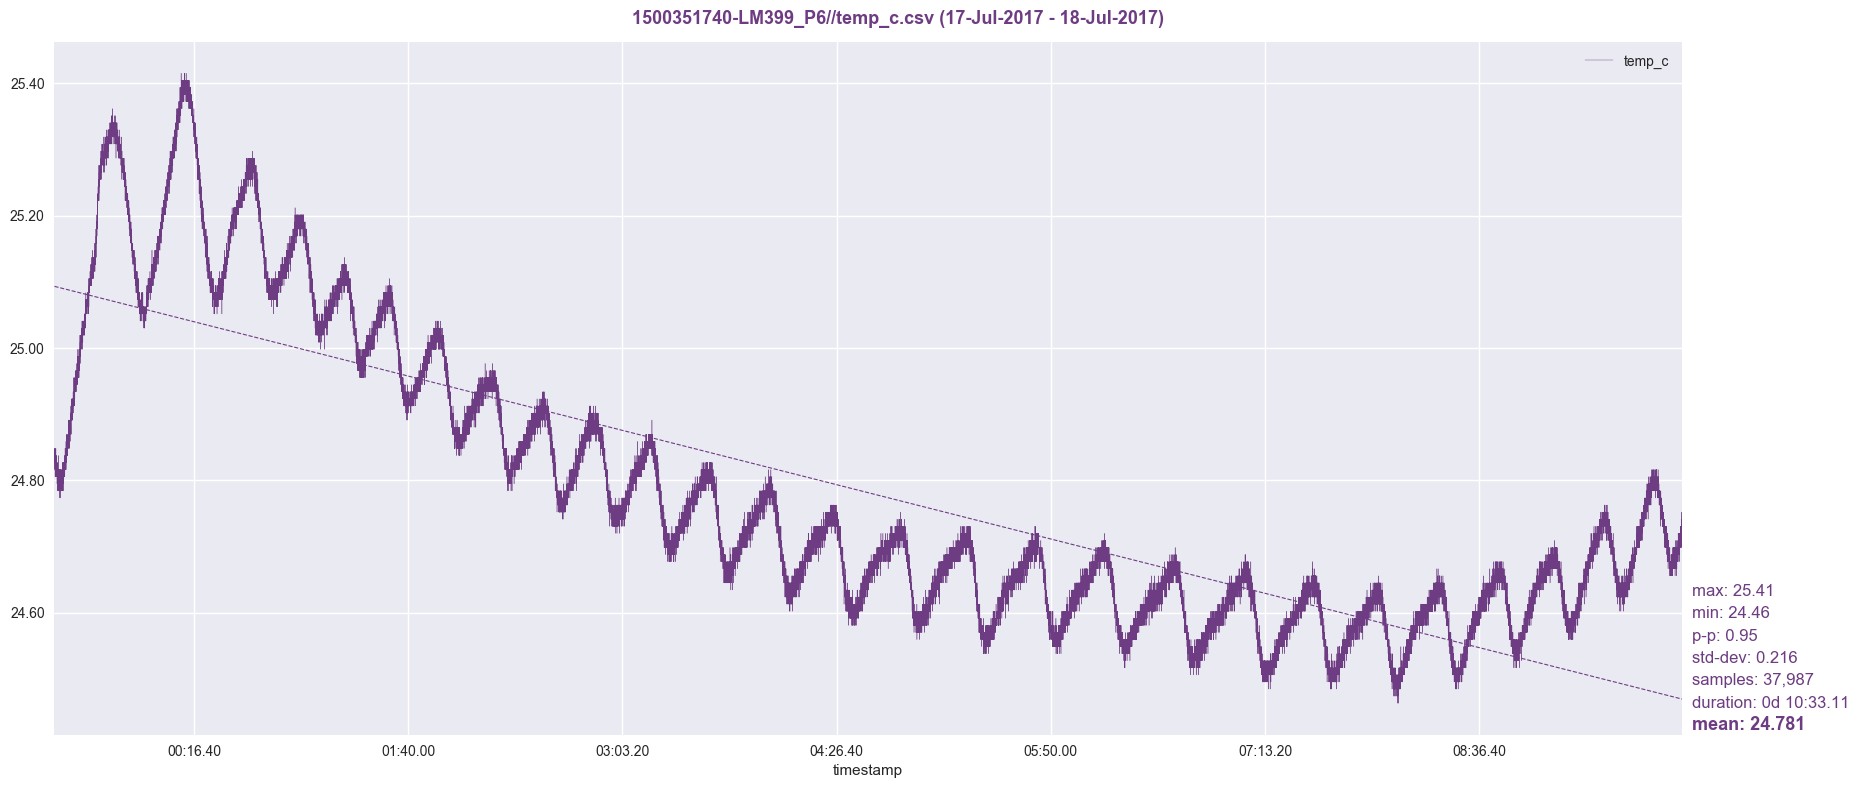 1500351740-LM399_P6//temp_c.csv (17-Jul-2017 - 18-Jul-2017)
temp_c
25.40
25.20
25.00
24.80
24.60
max: 25.41
min: 24.46
p-p: 0.95
std-dev: 0.216
samples: 37,987
duration: 0d 10:33.11
mean: 24.781
00:16.40 01:40.00 03:03.20 04:26.40 05:50.00 07:13.20 08:36.40
timestamp